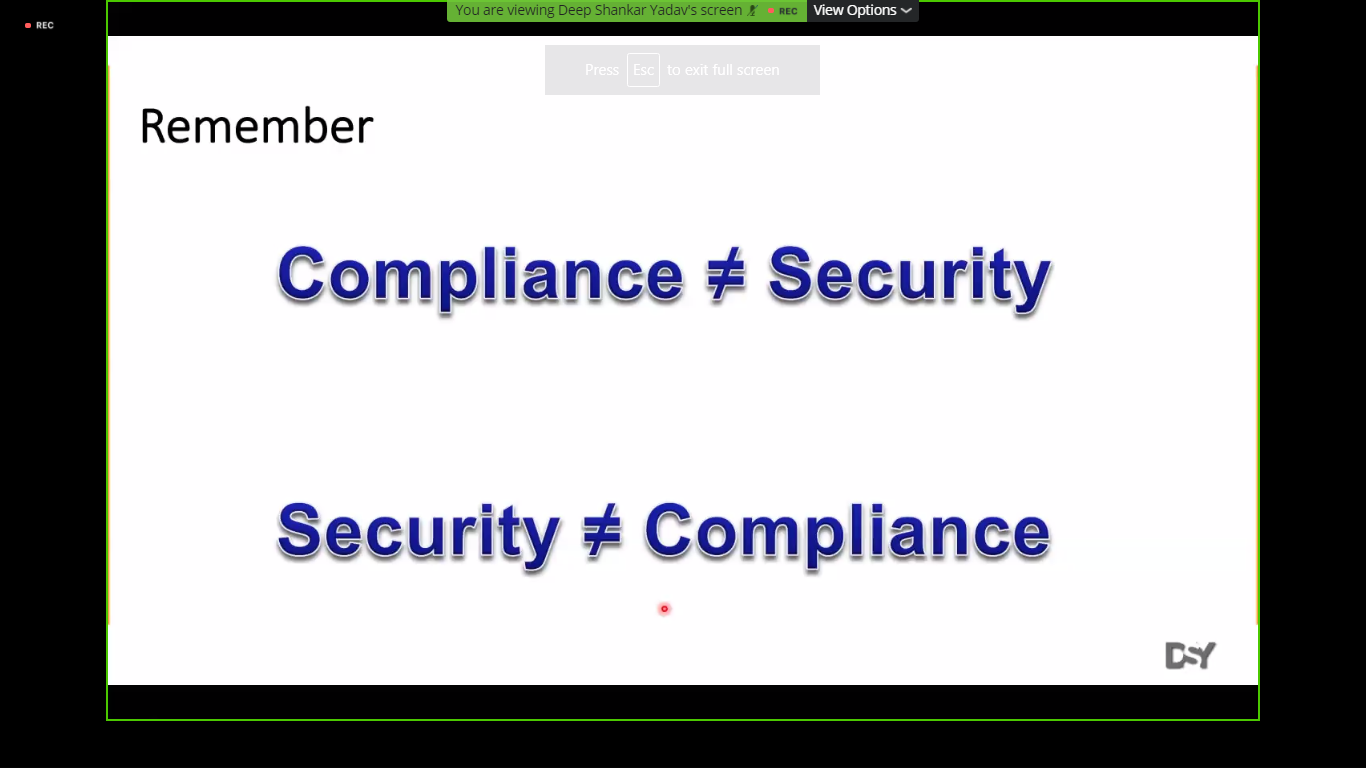 You are viewing Deep Shankar Yadav's screen REC View Options
REC
Press Esc to exit full screen
Remember
Compliance ≠ Security
Security ≠ Compliance
DSY